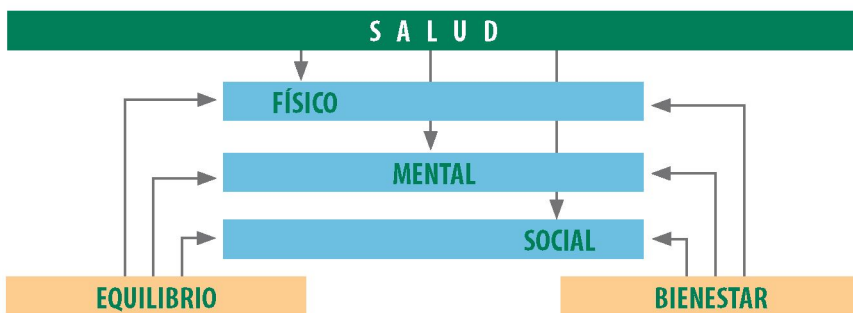 S A L U D
FÍSICO
MENTAL
SOCIAL
EQUILIBRIO
BIENESTAR